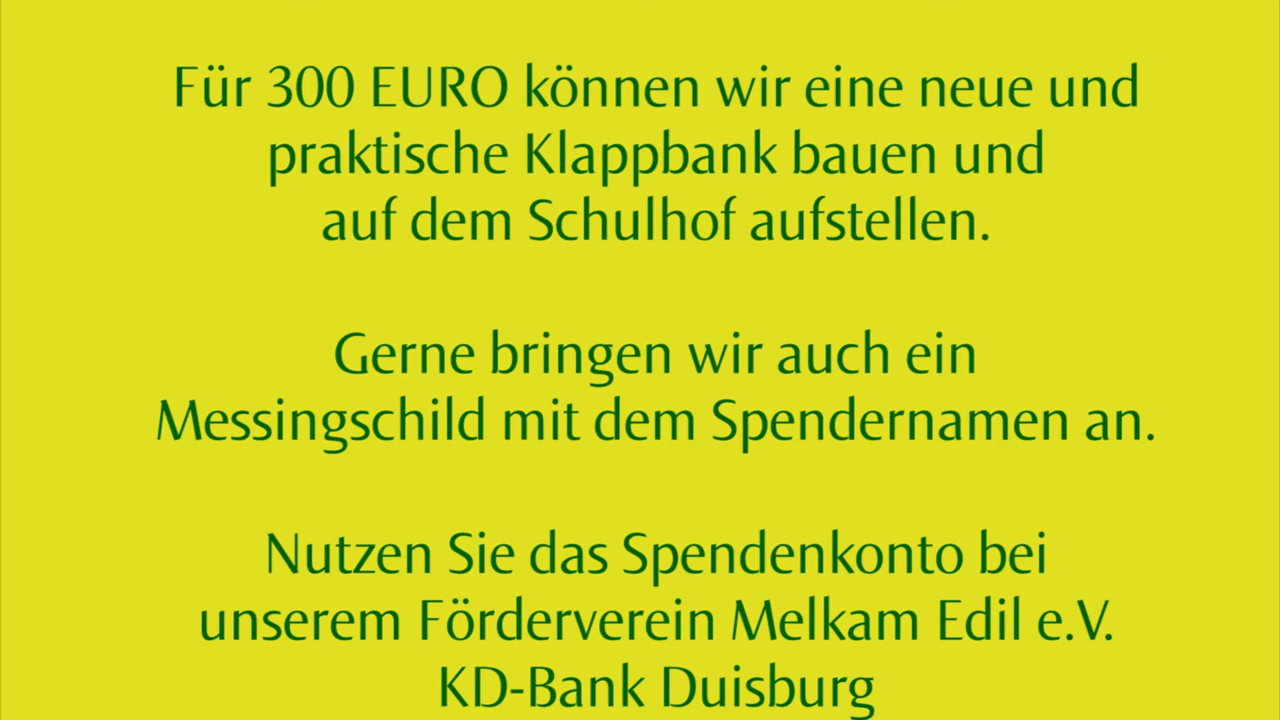 Für 300 EURO können wir eine neue und
praktische Klappbank bauen und
auf dem Schulhof aufstellen.
Gerne bringen wir auch ein
Messingschild mit dem Spendernamen an.
Nutzen Sie das Spendenkonto bei
unserem Förderverein Melkam Edil e.V.
KD-Bank Duisburg